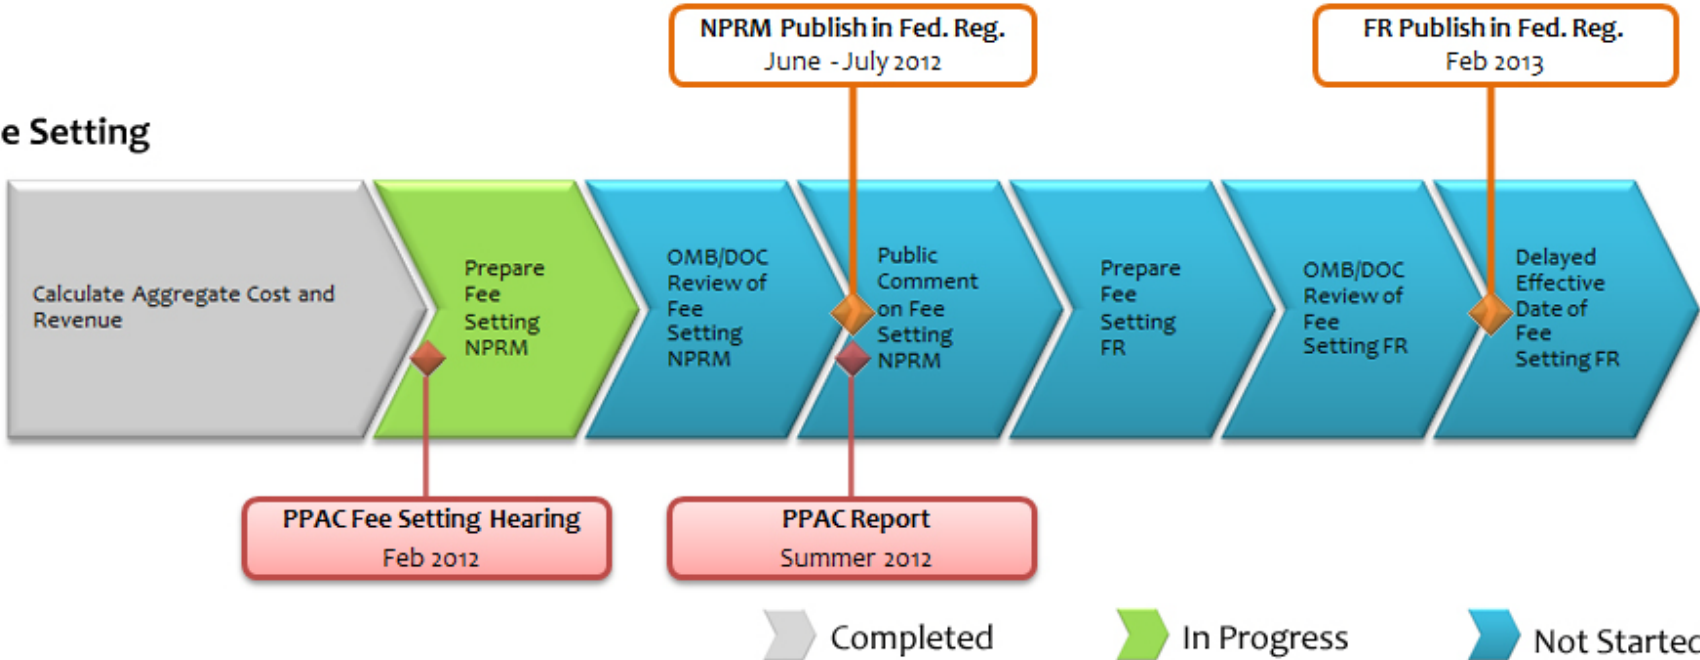 NPRM Publish in Fed. Reg.
June - July 2012
FR Publish in Fed. Reg.
Feb 2013
e Setting
Calculate Aggregate Cost and
Revenue
Prepare
Fee
Setting
NPRM
OMB/DOC
Review of
Fee
Setting
NPRM
Public
Comment
on Fee
Setting
NPRM
Prepare
Fee
Setting
FR
OMB/DOC
Review of
Fee
Setting FR
Delayed
Effective
Date of
Fee
Setting FR
PPAC Fee Setting Hearing
Feb 2012
PPAC Report
Summer 2012
Completed
In Progress
Not Started